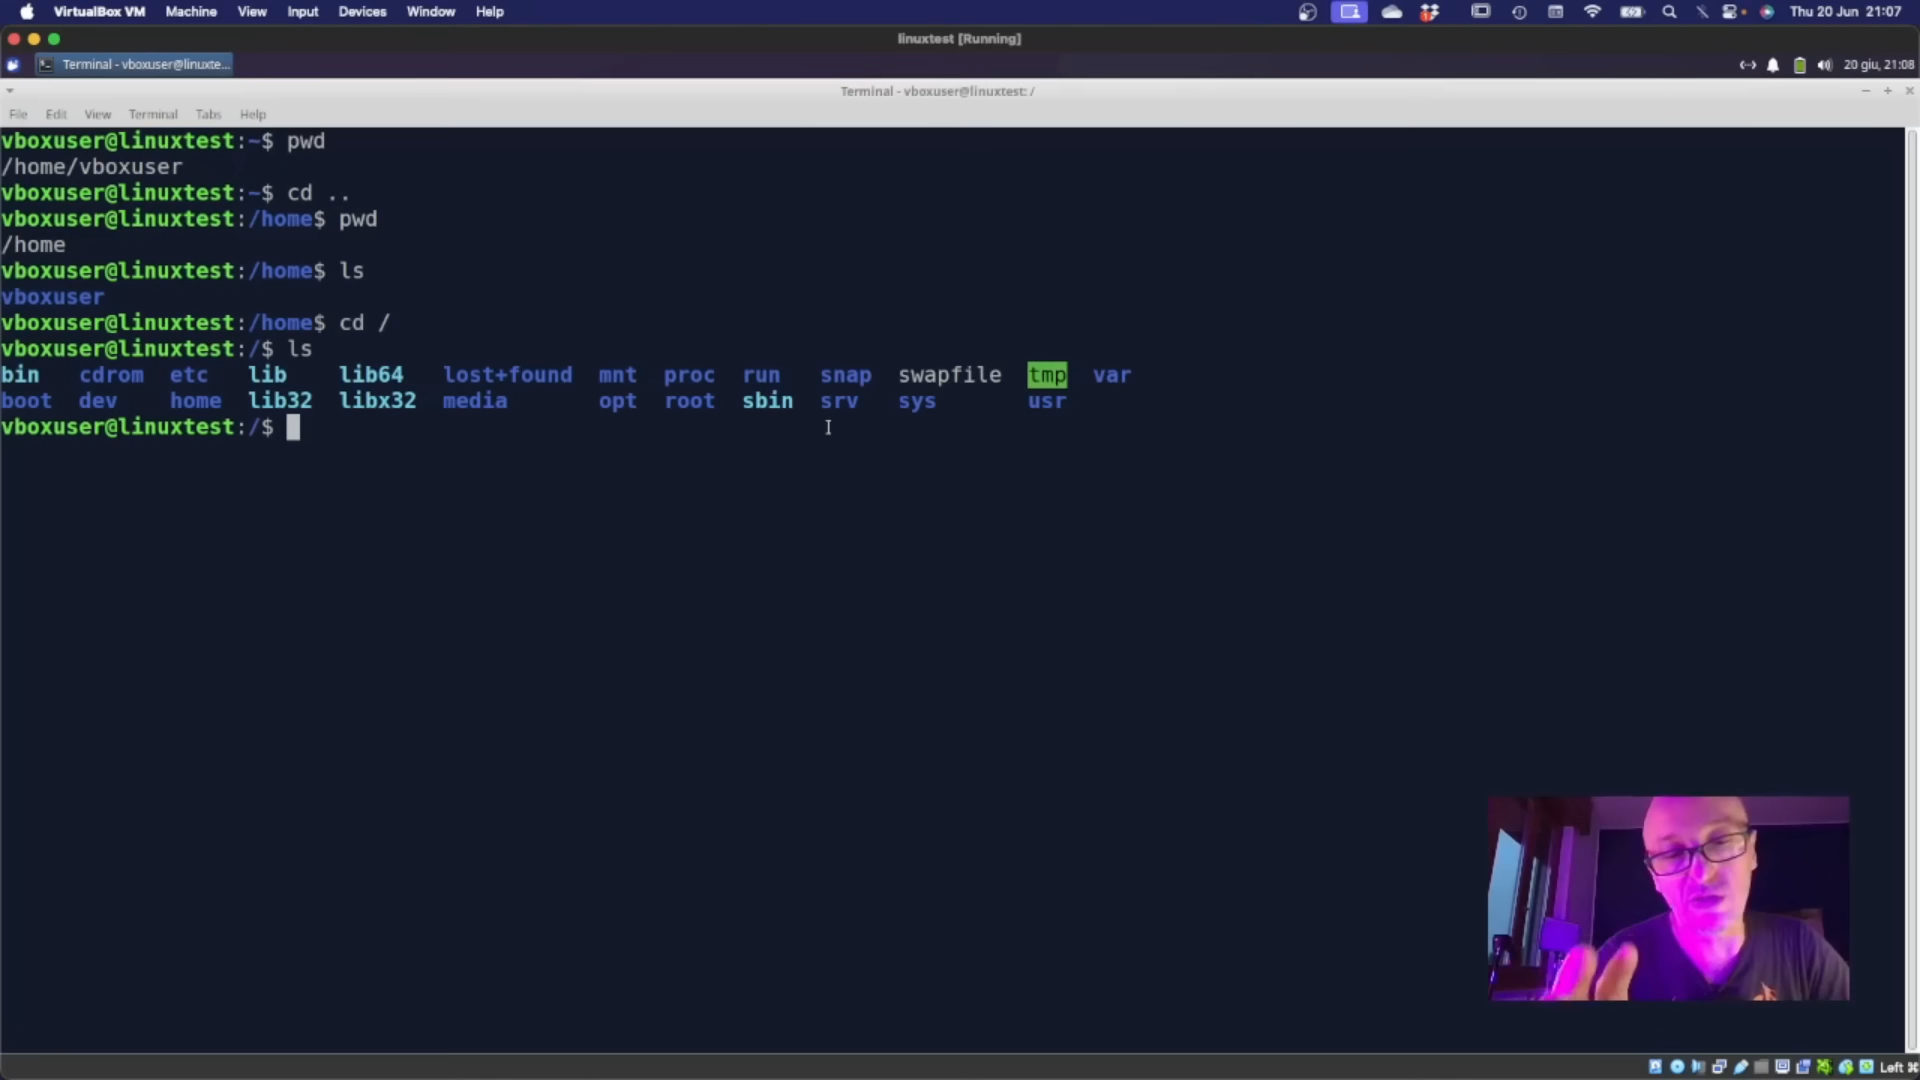 VirtualBox VM Machine View Input Devices Window Help Thu 20 Jun 21:07
linuxtest [Running]
Terminal - vboxuser@linuxte... 20 giu, 21:08
Terminal - vboxuser@linuxtest: /
File Edit View Terminal Tabs Help
vboxuser@linuxtest:~$ pwd
/home/vboxuser
vboxuser@linuxtest:~$ cd ..
vboxuser@linuxtest:/home$ pwd
/home
vboxuser@linuxtest:/home$ ls
vboxuser
vboxuser@linuxtest:/home$ cd /
vboxuser@linuxtest:/$ ls
bin cdrom etc lib lib64 lost+found mnt proc run snap swapfile tmp var
boot dev home lib32 libx32 media opt root sbin srv sys usr
vboxuser@linuxtest:/$
Left ⌘